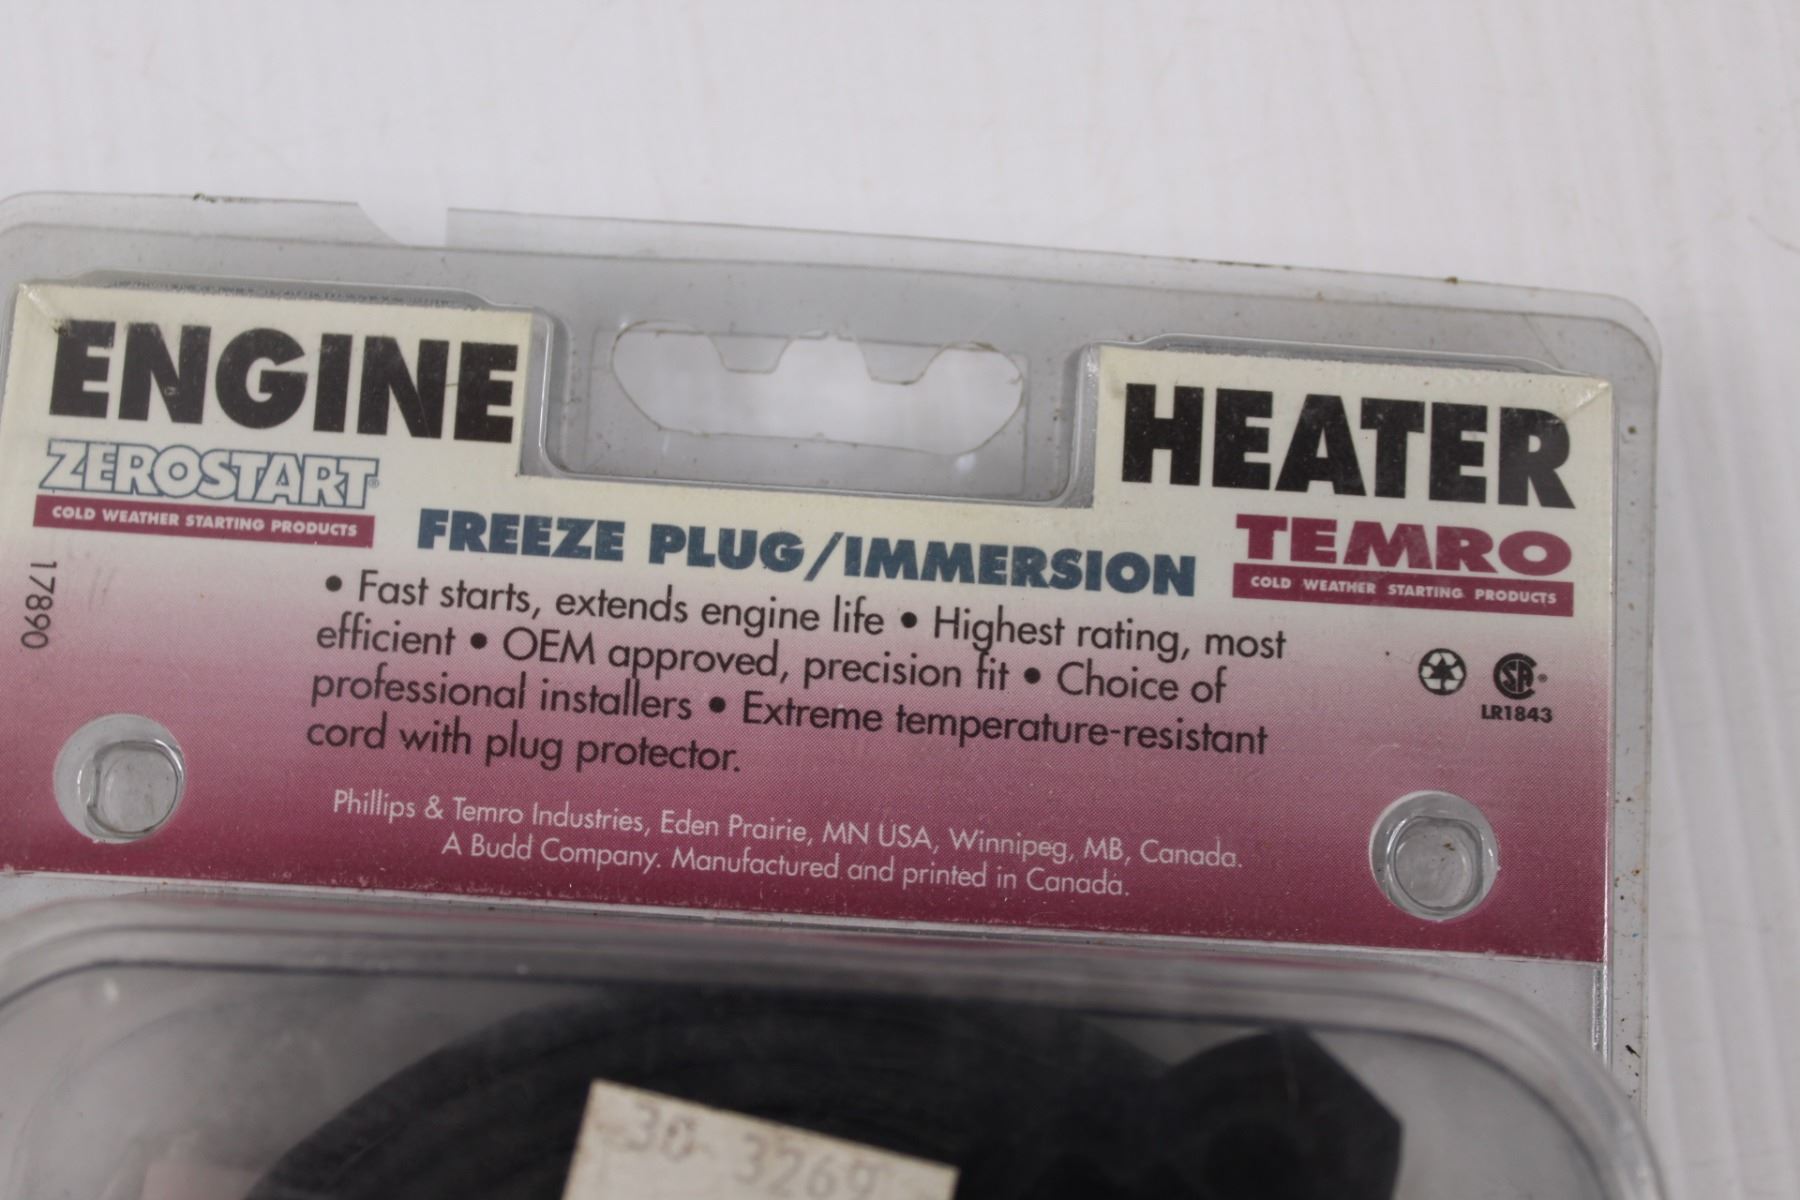 ENGINE
HEATER
ZEROSTART®
COLD WEATHER STARTING PRODUCTS
TEMRO
COLD WEATHER STARTING PRODUCTS
FREEZE PLUG/IMMERSION
17890
• Fast starts, extends engine life • Highest rating, most
efficient • OEM approved, precision fit • Choice of
professional installers • Extreme temperature-resistant
cord with plug protector.
SA®
LR1843
Phillips & Temro Industries, Eden Prairie, MN USA, Winnipeg, MB, Canada.
A Budd Company. Manufactured and printed in Canada.
30-3269